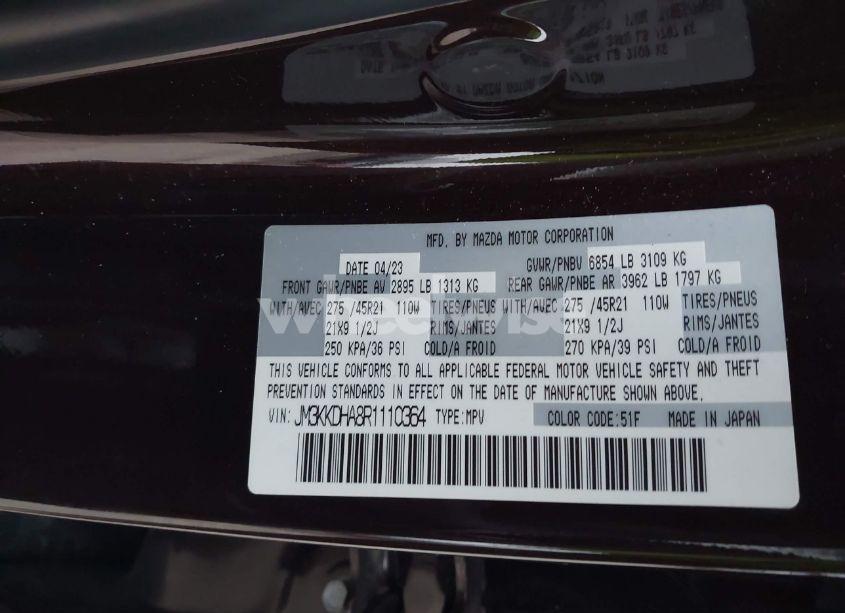 MFD. BY MAZDA MOTOR CORPORATION
DATE 04/23 GVWR/PNBV 6854 LB 3109 KG
FRONT GAWR/PNBE AV 2895 LB 1313 KG REAR GAWR/PNBE AR 3962 LB 1797 KG
WITH/AVEC 275 /45R21 110W TIRES/PNEUS WITH/AVEC 275 /45R21 110W TIRES/PNEUS
21X9 1/2J RIMS/JANTES 21X9 1/2J RIMS/JANTES
250 KPA/36 PSI COLD/A FROID 270 KPA/39 PSI COLD/A FROID
THIS VEHICLE CONFORMS TO ALL APPLICABLE FEDERAL MOTOR VEHICLE SAFETY AND THEFT
PREVENTION STANDARDS IN EFFECT ON THE DATE OF MANUFACTURE SHOWN ABOVE.
VIN: JM3KKDHA8R1110364 TYPE:MPV COLOR CODE:51F MADE IN JAPAN